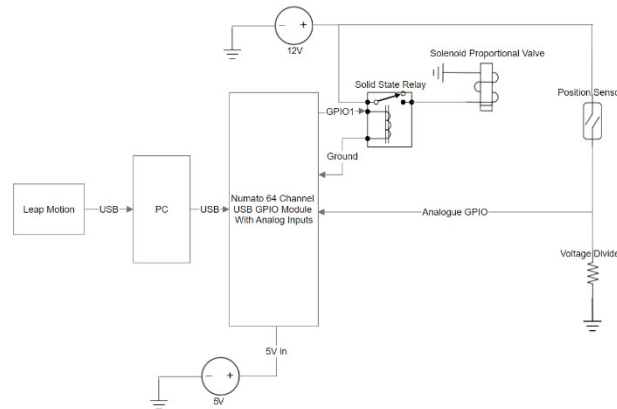 12V
Solenoid Proportional Valve
Solid State Relay
Position Senso
GPIO1
Ground
Leap Motion
USB
PC
USB
Numato 64 Channel
USB GPIO Module
With Analog Inputs
Analogue GPIO
Voltage Divide
5V in
5V